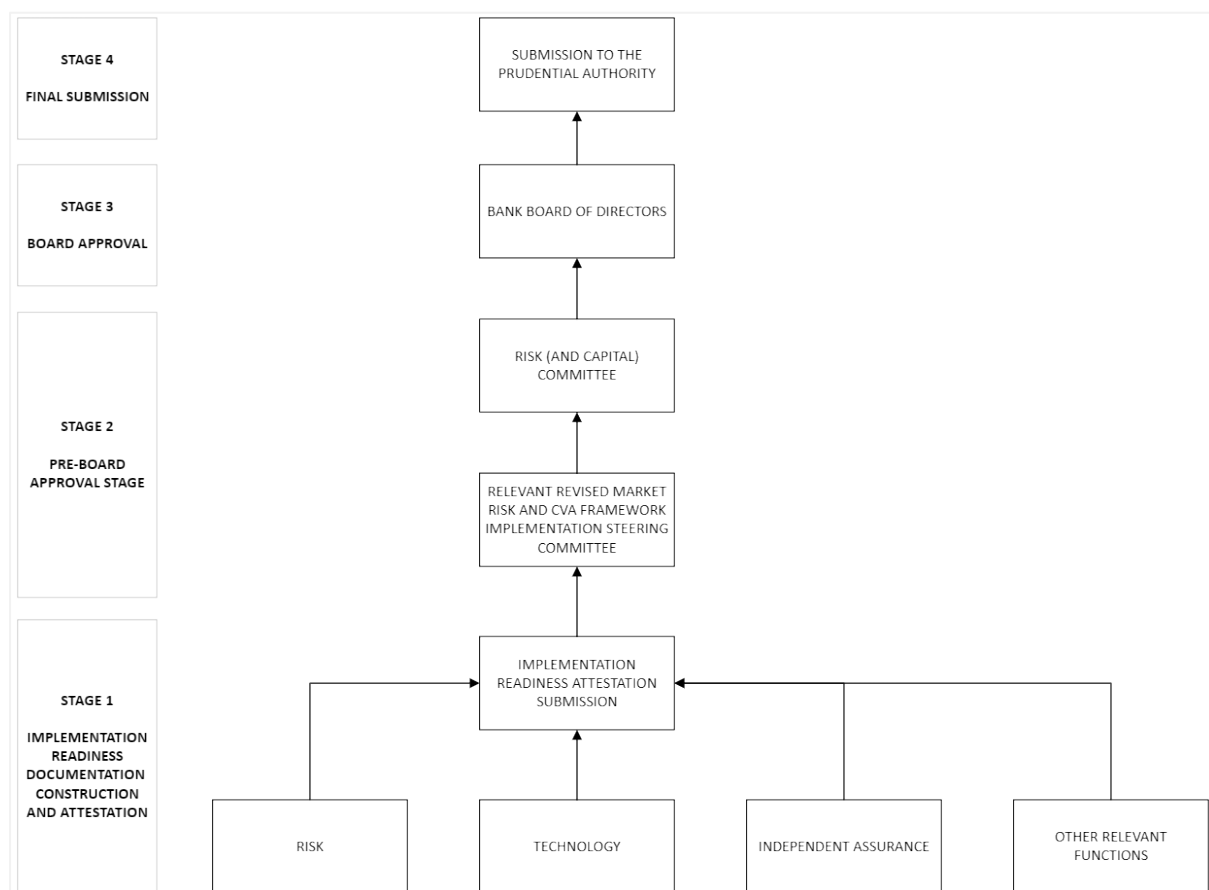 STAGE 4
FINAL SUBMISSION
SUBMISSION TO THE
PRUDENTIAL AUTHORITY
STAGE 3
BOARD APPROVAL
BANK BOARD OF DIRECTORS
STAGE 2
PRE-BOARD
APPROVAL STAGE
RISK (AND CAPITAL)
COMMITTEE
RELEVANT REVISED MARKET
RISK AND CVA FRAMEWORK
IMPLEMENTATION STEERING
COMMITTEE
STAGE 1
IMPLEMENTATION
READINESS
DOCUMENTATION
CONSTRUCTION
AND ATTESTATION
IMPLEMENTATION
READINESS ATTESTATION
SUBMISSION
RISK
TECHNOLOGY
INDEPENDENT ASSURANCE
OTHER RELEVANT
FUNCTIONS